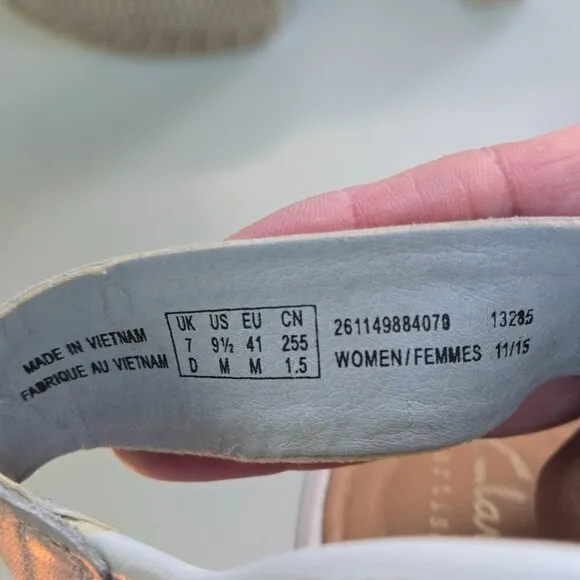 MADE IN VIETNAM
FABRIQUE AU VIETNAM
UK US EU CN
7 9½ 41 255
D M M 1.5
261149884070 13285
WOMEN/FEMMES 11/15